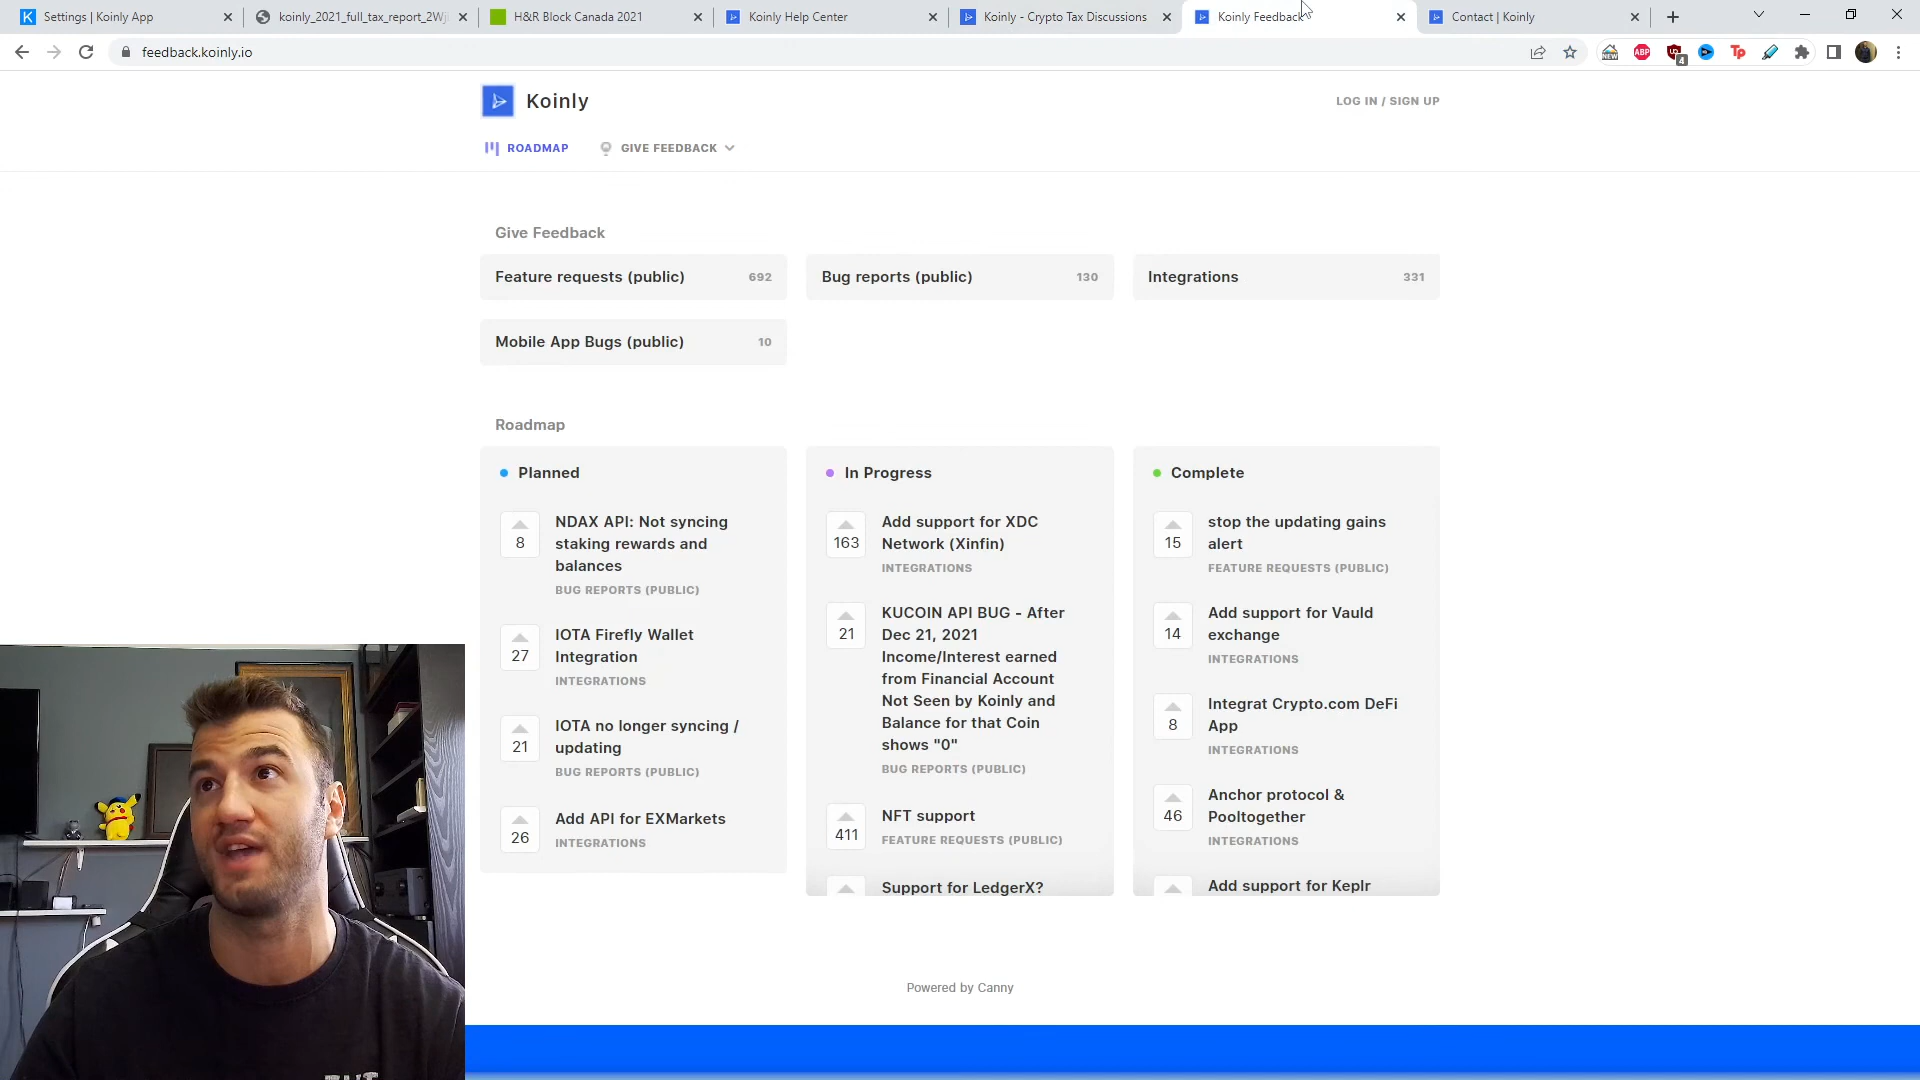 Settings | Koinly App
koinly_2021_full_tax_report_2Wj
H&R Block Canada 2021
Koinly Help Center
Koinly - Crypto Tax Discussions
Koinly Feedback
Contact | Koinly
feedback.koinly.io
NEW
ABP
4
Tp
Koinly
LOG IN / SIGN UP
ROADMAP
GIVE FEEDBACK
Give Feedback
Feature requests (public) 692
Bug reports (public) 130
Integrations 331
Mobile App Bugs (public) 10
Roadmap
Planned
8
NDAX API: Not syncing
staking rewards and
balances
BUG REPORTS (PUBLIC)
27
IOTA Firefly Wallet
Integration
INTEGRATIONS
21
IOTA no longer syncing /
updating
BUG REPORTS (PUBLIC)
26
Add API for EXMarkets
INTEGRATIONS
In Progress
163
Add support for XDC
Network (Xinfin)
INTEGRATIONS
21
KUCOIN API BUG - After
Dec 21, 2021
Income/Interest earned
from Financial Account
Not Seen by Koinly and
Balance for that Coin
shows "0"
BUG REPORTS (PUBLIC)
411
NFT support
FEATURE REQUESTS (PUBLIC)
Support for LedgerX?
Complete
15
stop the updating gains
alert
FEATURE REQUESTS (PUBLIC)
14
Add support for Vauld
exchange
INTEGRATIONS
8
Integrat Crypto.com DeFi
App
INTEGRATIONS
46
Anchor protocol &
Pooltogether
INTEGRATIONS
Add support for Keplr
Powered by Canny